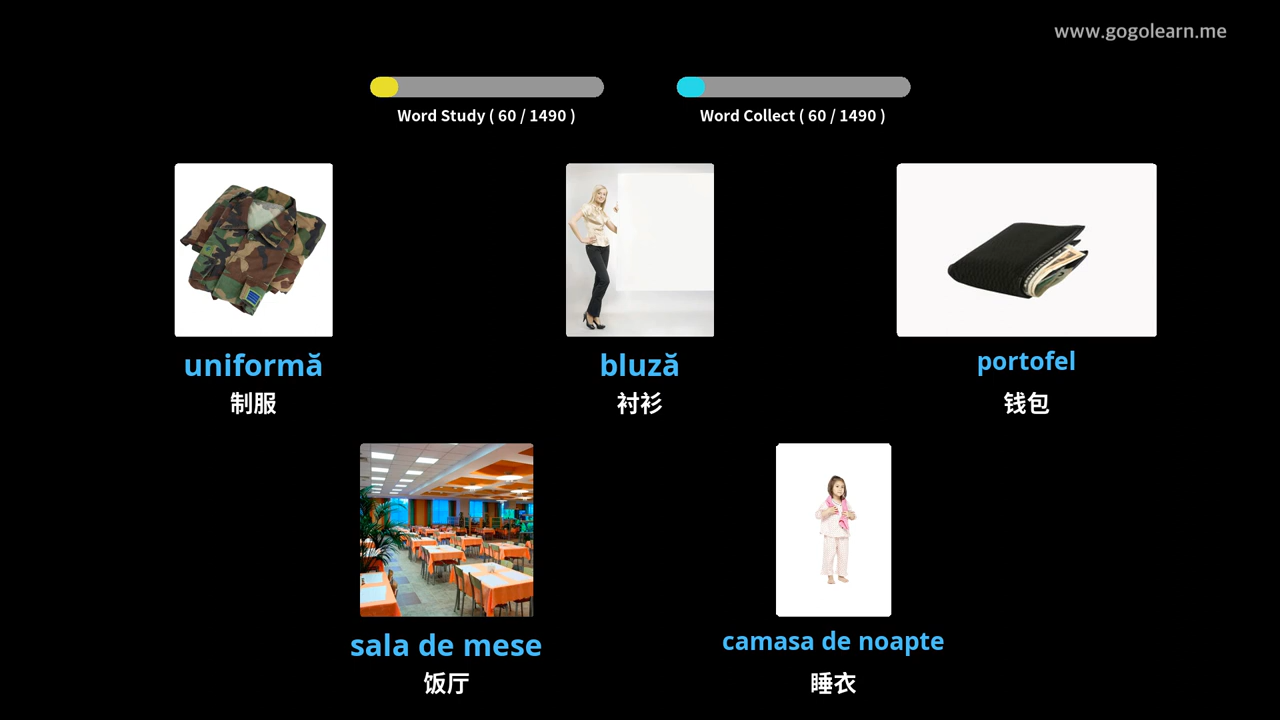 www.gogolearn.me
Word Study ( 60 / 1490 )
Word Collect ( 60 / 1490 )
uniformă
制服
bluză
衬衫
portofel
钱包
sala de mese
饭厅
camasa de noapte
睡衣